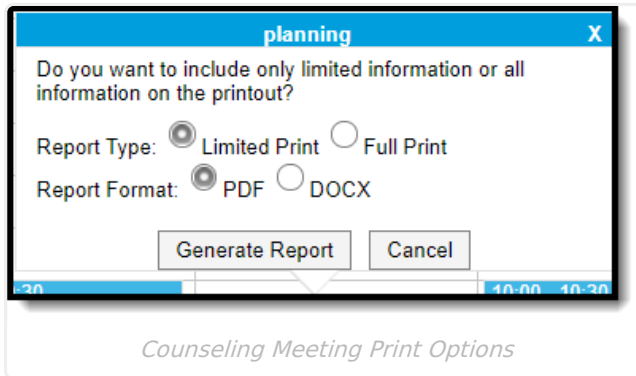 planning X
Do you want to include only limited information or all
information on the printout?
Report Type: Limited Print Full Print
Report Format: PDF DOCX
Generate Report Cancel
:30 10:00 10:30
Counseling Meeting Print Options